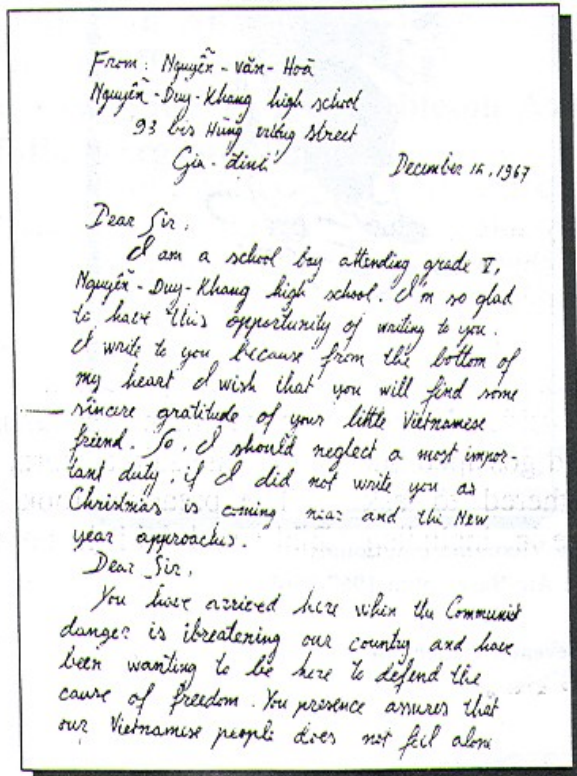 From : Nguyễn - văn - Hoà
Nguyễn - Duy - Khang high school
93 bis Hùng vương street
Gia - định
December 15, 1967
Dear Sir,
I am a school boy attending grade V,
Nguyễn - Duy - Khang high school. I'm so glad
to have this opportunity of writing to you.
I write to you because from the bottom of
my heart I wish that you will find some
sincere gratitude of your little Vietnamese
friend. So, I should neglect a most impor-
tant duty, if I did not write you as
Christmas is coming near and the New
year approaches.
Dear Sir,
You have arrived here when the Communist
danger is threatening our country and have
been wanting to be here to defend the
cause of freedom. You presence assures that
our Vietnamese people does not feel alone